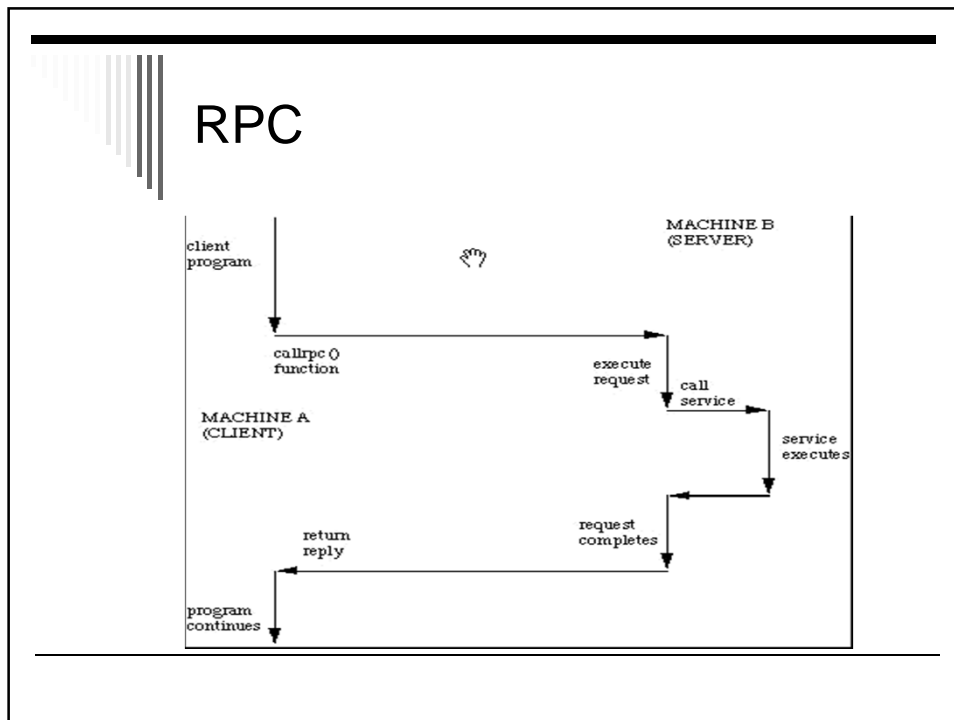 RPC
MACHINE B
(SERVER)
client
program
callrpc()
function
execute
request
call
service
MACHINE A
(CLIENT)
service
executes
request
completes
return
reply
program
continues